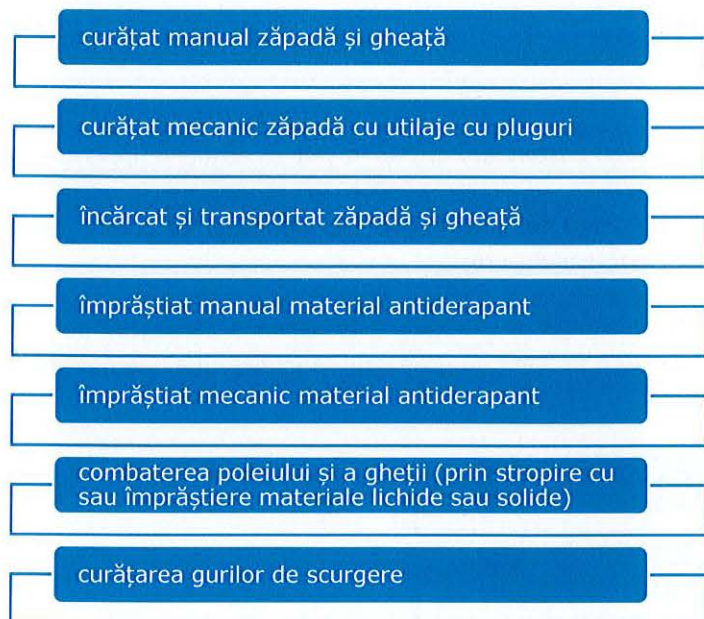 curățat manual zăpadă și gheață
curățat mecanic zăpadă cu utilaje cu pluguri
încărcat și transportat zăpadă și gheață
împrăștiat manual material antiderapant
împrăștiat mecanic material antiderapant
combaterea poleiului și a gheții (prin stropire cu
sau împrăștiere materiale lichide sau solide)
curățarea gurilor de scurgere